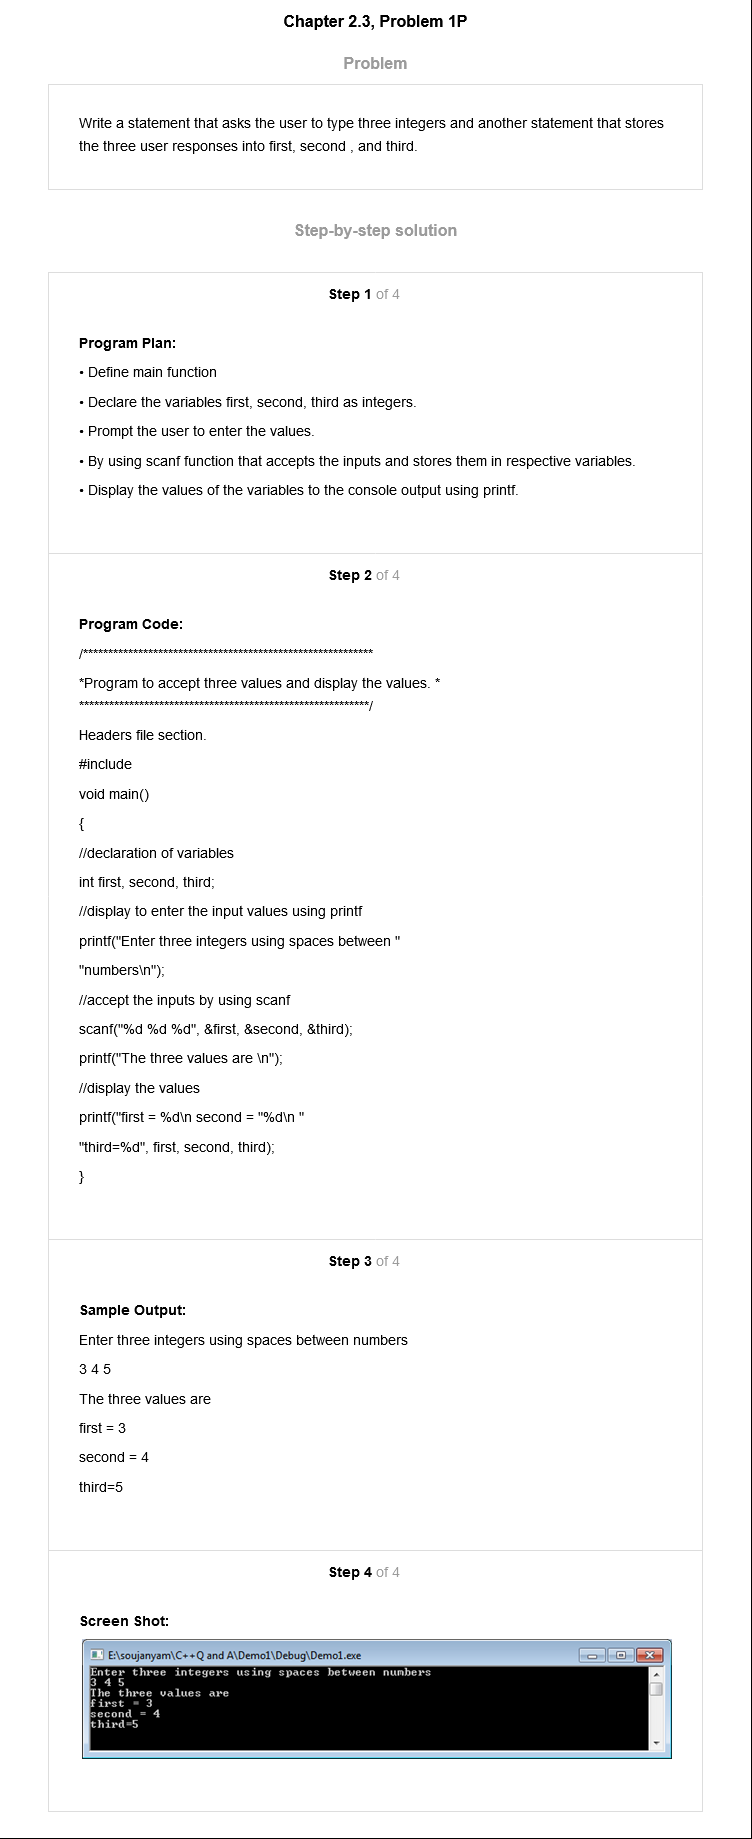 Chapter 2.3, Problem 1P
Problem
Write a statement that asks the user to type three integers and another statement that stores
the three user responses into first, second , and third.
Step-by-step solution
Step 1 of 4
Program Plan:
• Define main function
• Declare the variables first, second, third as integers.
• Prompt the user to enter the values.
• By using scanf function that accepts the inputs and stores them in respective variables.
• Display the values of the variables to the console output using printf.
Step 2 of 4
Program Code:
/**********************************************************
*Program to accept three values and display the values. *
**********************************************************/
Headers file section.
#include
void main()
{
//declaration of variables
int first, second, third;
//display to enter the input values using printf
printf("Enter three integers using spaces between "
"numbers\n");
//accept the inputs by using scanf
scanf("%d %d %d", &first, &second, &third);
printf("The three values are \n");
//display the values
printf("first = %d\n second = "%d\n "
"third=%d", first, second, third);
}
Step 3 of 4
Sample Output:
Enter three integers using spaces between numbers
3 4 5
The three values are
first = 3
second = 4
third=5
Step 4 of 4
Screen Shot:
E:\soujanyam\C++Q and A\Demo1\Debug\Demo1.exe
Enter three integers using spaces between numbers
3 4 5
The three values are
first = 3
second = 4
third=5